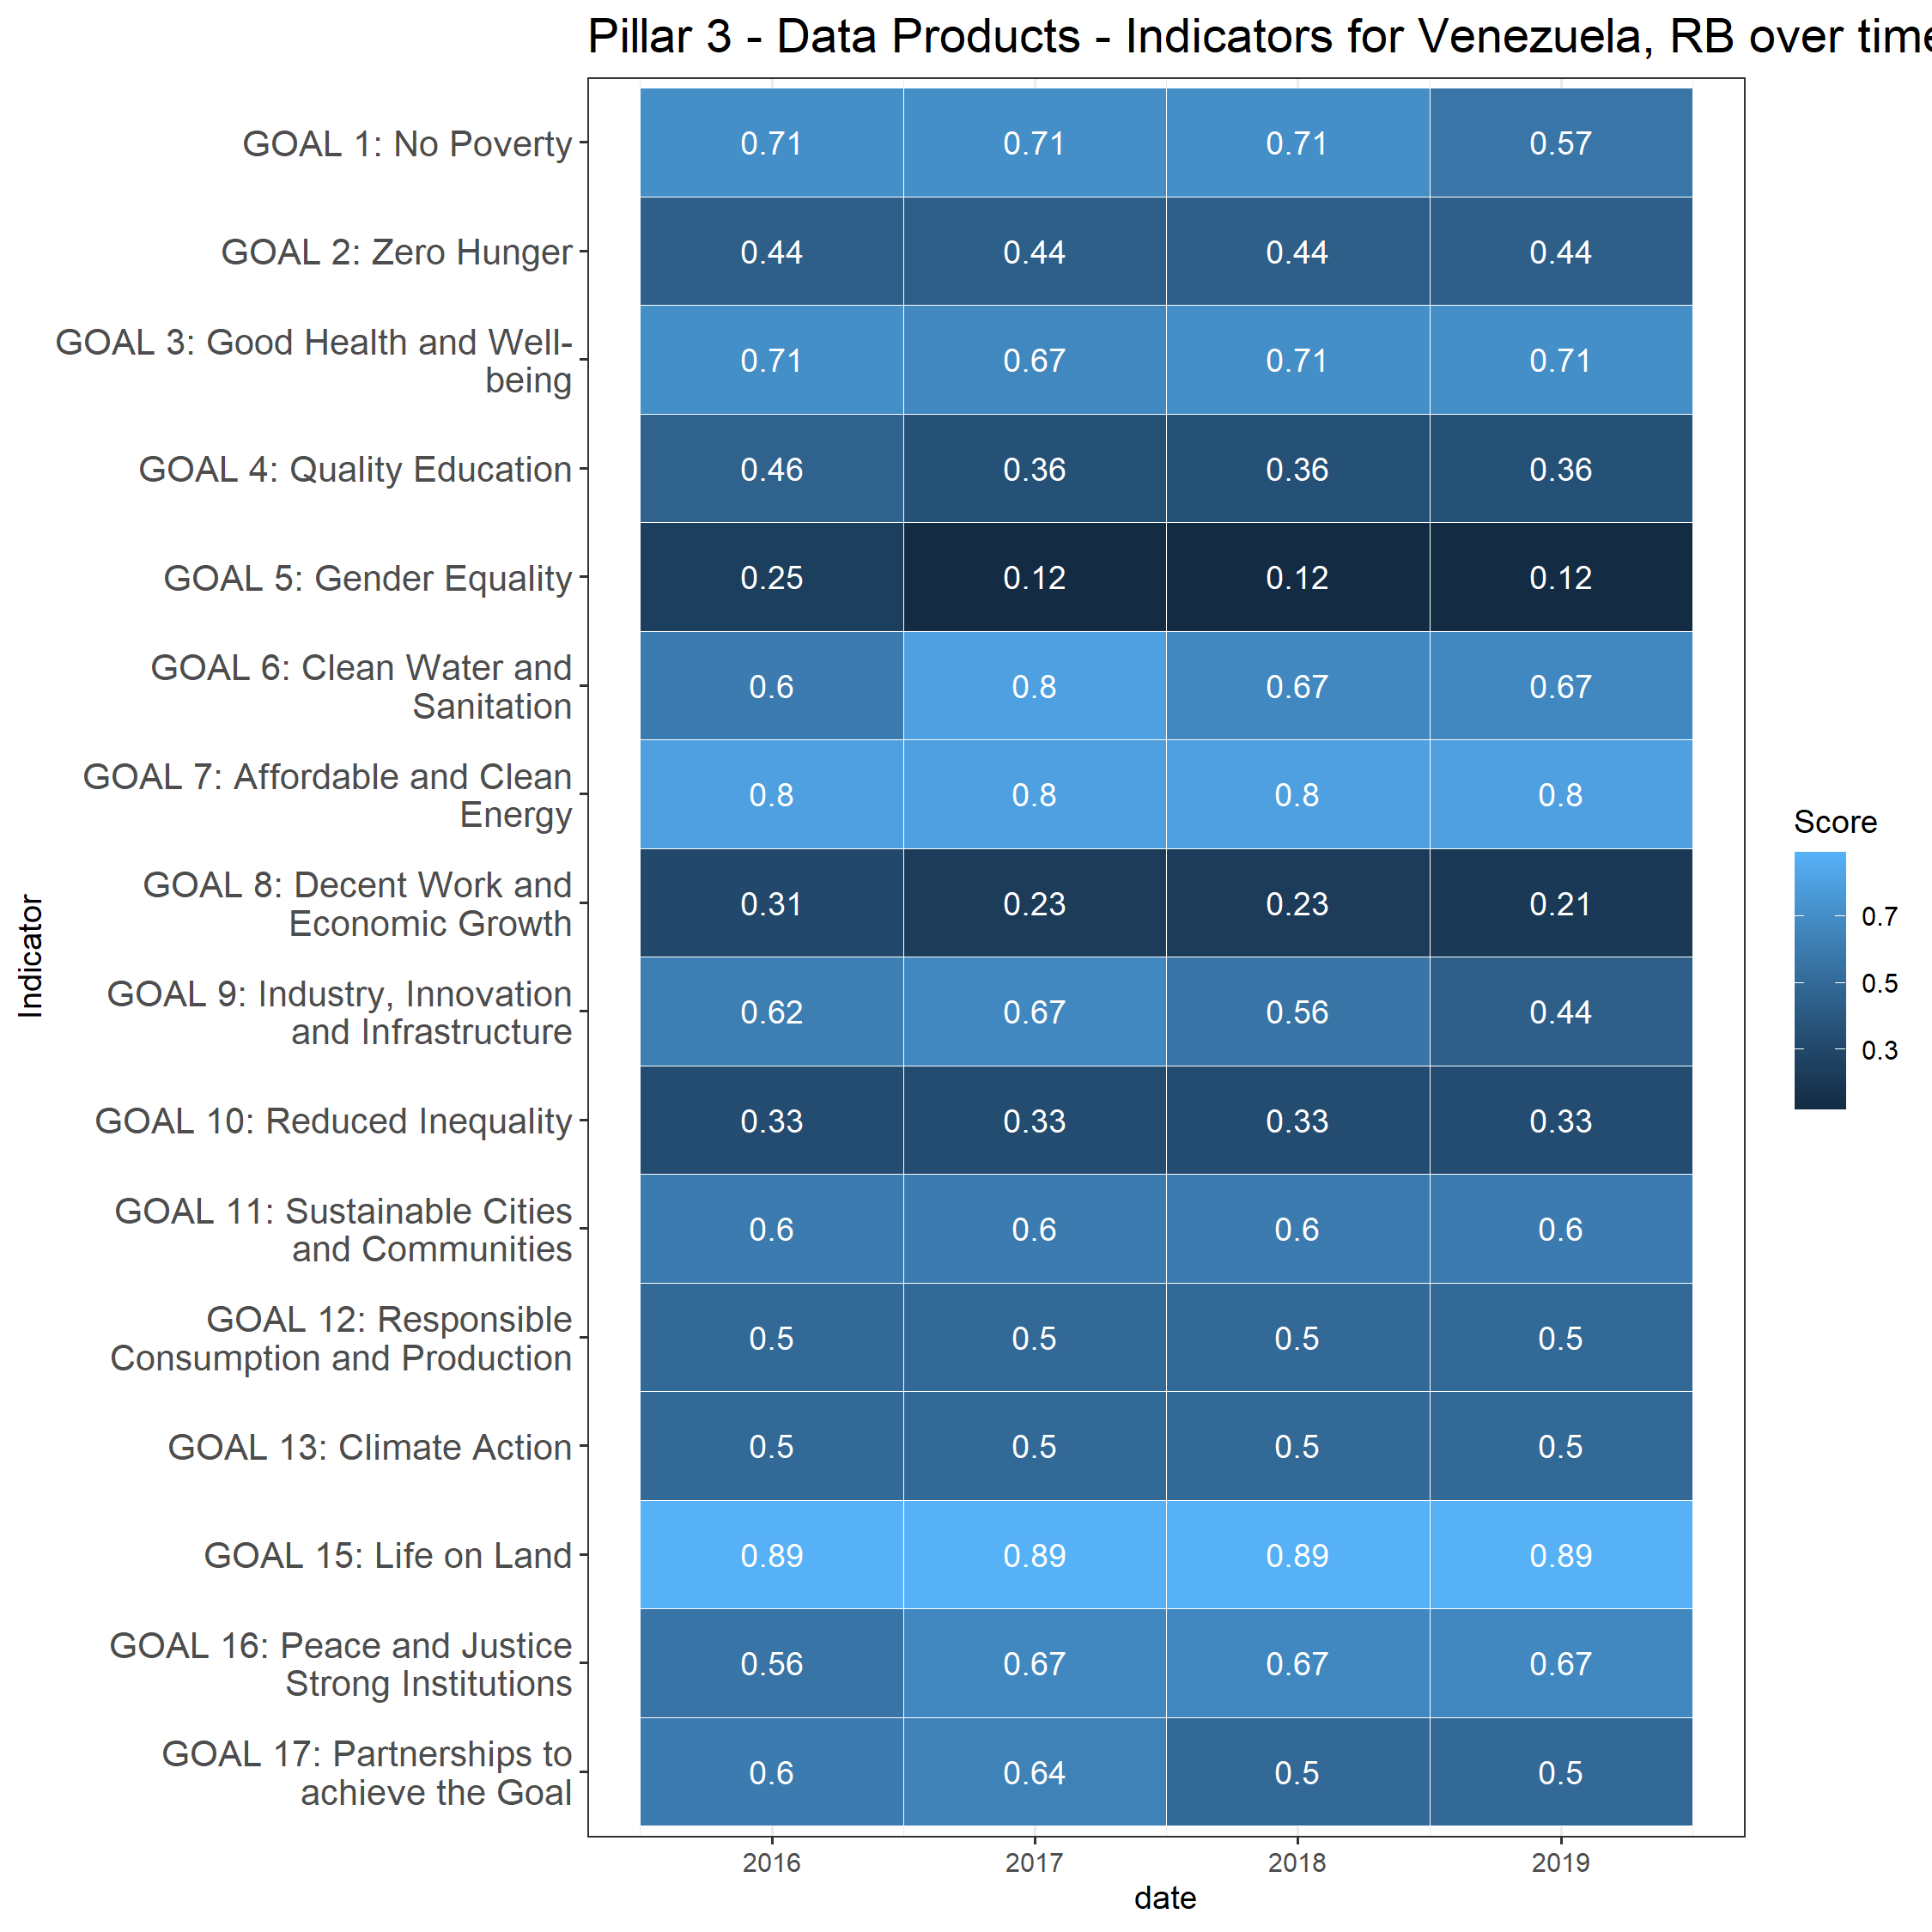 Pillar 3 - Data Products - Indicators for Venezuela, RB over time
GOAL 1: No Poverty
0.71 0.71 0.71 0.57
GOAL 2: Zero Hunger
0.44 0.44 0.44 0.44
GOAL 3: Good Health and Well-
being
0.71 0.67 0.71 0.71
GOAL 4: Quality Education
0.46 0.36 0.36 0.36
GOAL 5: Gender Equality
0.25 0.12 0.12 0.12
GOAL 6: Clean Water and
Sanitation
0.6 0.8 0.67 0.67
GOAL 7: Affordable and Clean
Energy
0.8 0.8 0.8 0.8
GOAL 8: Decent Work and
Economic Growth
0.31 0.23 0.23 0.21
GOAL 9: Industry, Innovation
and Infrastructure
0.62 0.67 0.56 0.44
GOAL 10: Reduced Inequality
0.33 0.33 0.33 0.33
GOAL 11: Sustainable Cities
and Communities
0.6 0.6 0.6 0.6
GOAL 12: Responsible
Consumption and Production
0.5 0.5 0.5 0.5
GOAL 13: Climate Action
0.5 0.5 0.5 0.5
GOAL 15: Life on Land
0.89 0.89 0.89 0.89
GOAL 16: Peace and Justice
Strong Institutions
0.56 0.67 0.67 0.67
GOAL 17: Partnerships to
achieve the Goal
0.6 0.64 0.5 0.5
2016 2017 2018 2019
date
Indicator
Score
0.7
0.5
0.3